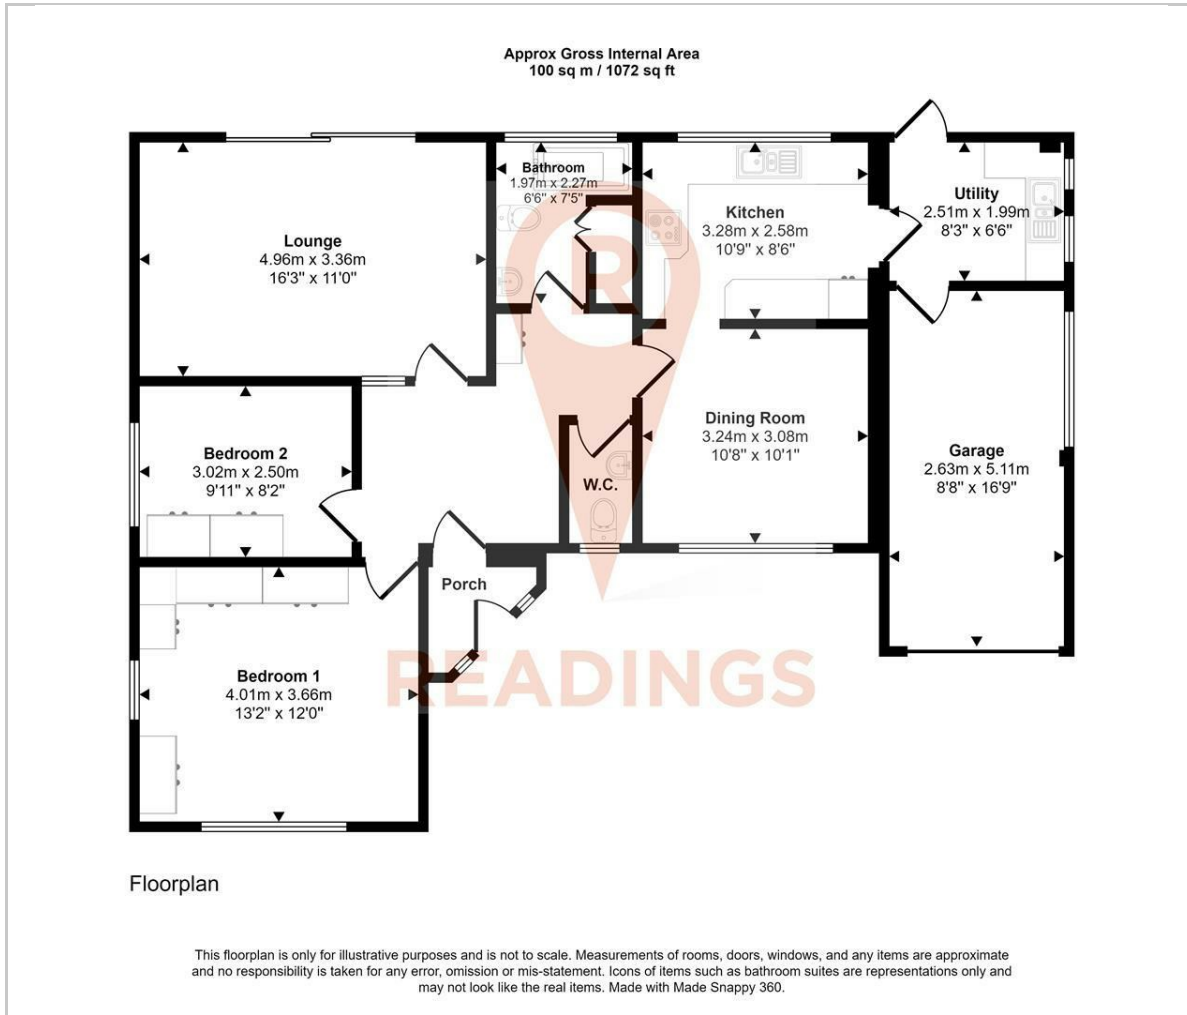 Approx Gross Internal Area
100 sq m / 1072 sq ft
Lounge
4.96m x 3.36m
16'3" x 11'0"
Bathroom
1.97m x 2.27m
6'6" x 7'5"
Kitchen
3.28m x 2.58m
10'9" x 8'6"
Utility
2.51m x 1.99m
8'3" x 6'6"
Bedroom 2
3.02m x 2.50m
9'11" x 8'2"
W.C.
Dining Room
3.24m x 3.08m
10'8" x 10'1"
Garage
2.63m x 5.11m
8'8" x 16'9"
Porch
Bedroom 1
4.01m x 3.66m
13'2" x 12'0"
R
READINGS
Floorplan
This floorplan is only for illustrative purposes and is not to scale. Measurements of rooms, doors, windows, and any items are approximate
and no responsibility is taken for any error, omission or mis-statement. Icons of items such as bathroom suites are representations only and
may not look like the real items. Made with Made Snappy 360.